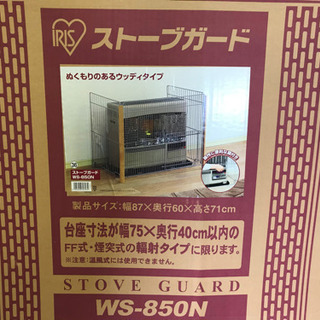 IRIS ストーブガード
ぬくもりのあるウッディタイプ
ストーブガード
WS-850N
製品サイズ：幅87×奥行60×高さ71cm
台座寸法が幅75×奥行40cm以内の
FF式・煙突式の輻射タイプに限ります。
※注意：温風式には使用できません。
STOVE GUARD
WS-850N